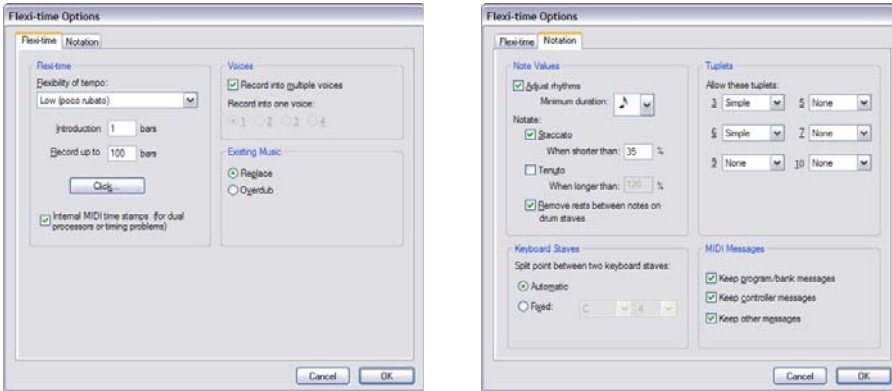 Flexi-time Options
Flexi-time Notation
Flexi-time
Flexibility of tempo:
Low (poco rubato)
Introduction 1 bars
Record up to 100 bars
Click...
Internal MIDI time stamps (for dual
processors or timing problems)
Voices
Record into multiple voices
Record into one voice:
1 2 3 4
Existing Music
Replace
Overdub
Cancel OK
Flexi-time Options
Flexi-time Notation
Note Values
Adjust rhythms
Minimum duration:
Notate:
Staccato
When shorter than: 35 %
Tenuto
When longer than: 120 %
Remove rests between notes on
drum staves
Tuplets
Allow these tuplets:
3 Simple 5 None
6 Simple 7 None
9 None 10 None
Keyboard Staves
Split point between two keyboard staves:
Automatic
Fixed: C 4
MIDI Messages
Keep program/bank messages
Keep controller messages
Keep other messages
Cancel OK